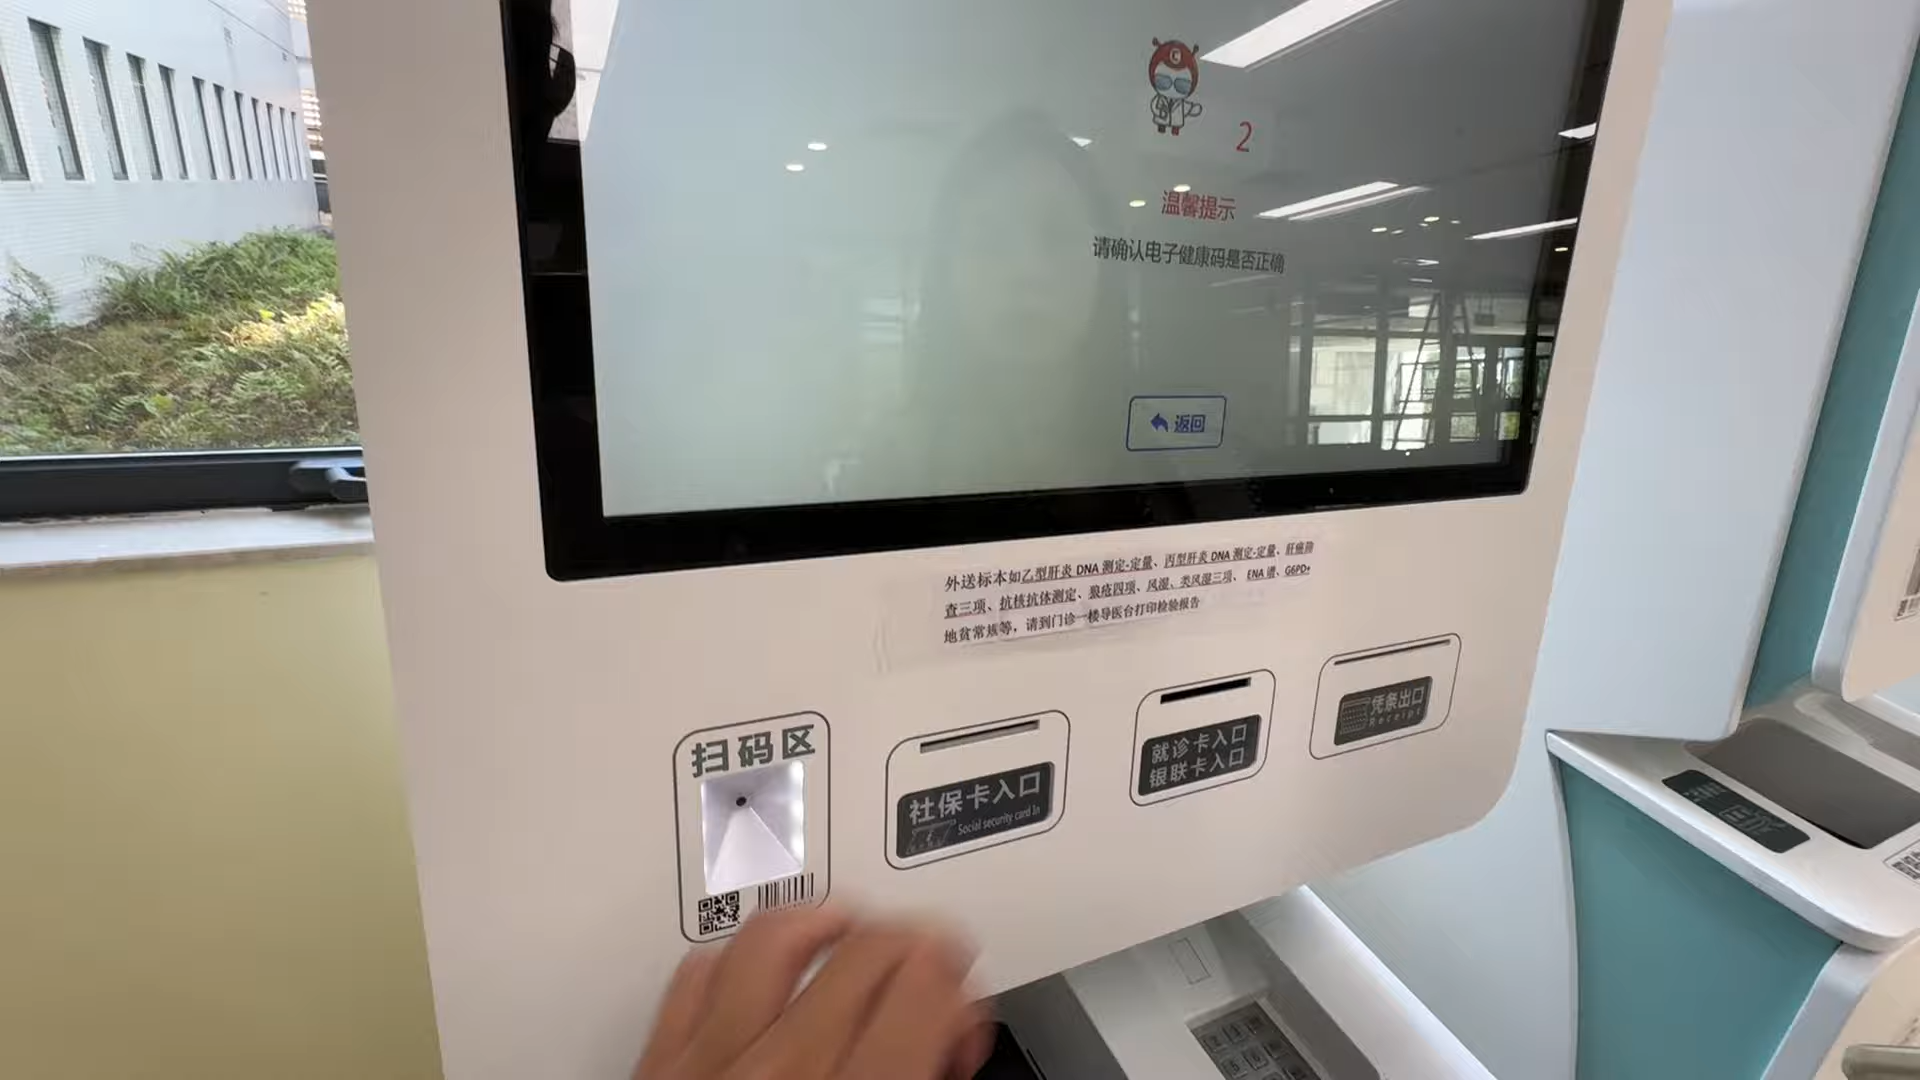 2
温馨提示
请确认电子健康码是否正确
返回
外送标本如乙型肝炎 DNA 测定-定量、丙型肝炎 DNA 测定-定量、肝癌筛
查三项、抗核抗体测定、狼疮四项、风湿、类风湿三项、ENA 谱、G6PD+
地贫常规等，请到门诊一楼导医台打印检验报告
扫码区
社保卡入口
Social security card In
就诊卡入口
银联卡入口
凭条出口
Receipt